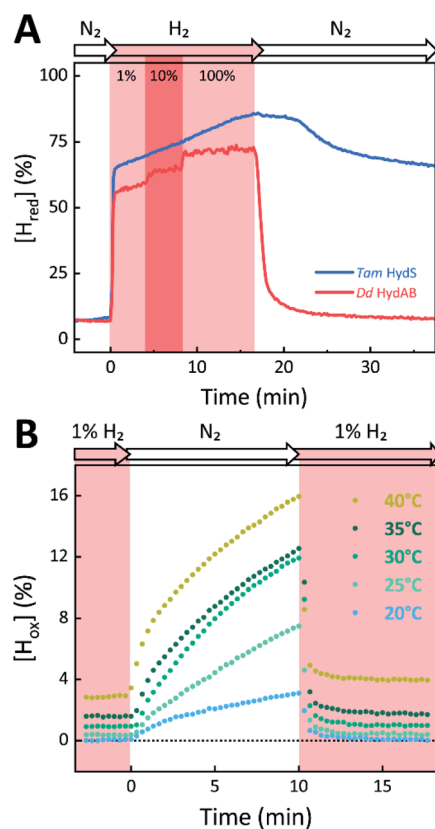 A
N₂ H₂ N₂
1% 10% 100%
100
75
50
25
0
[H_red] (%)
Tam HydS
Dd HydAB
0 10 20 30
Time (min)
B
1% H₂ N₂ 1% H₂
16
12
8
4
0
[H_ox] (%)
40°C
35°C
30°C
25°C
20°C
0 5 10 15
Time (min)